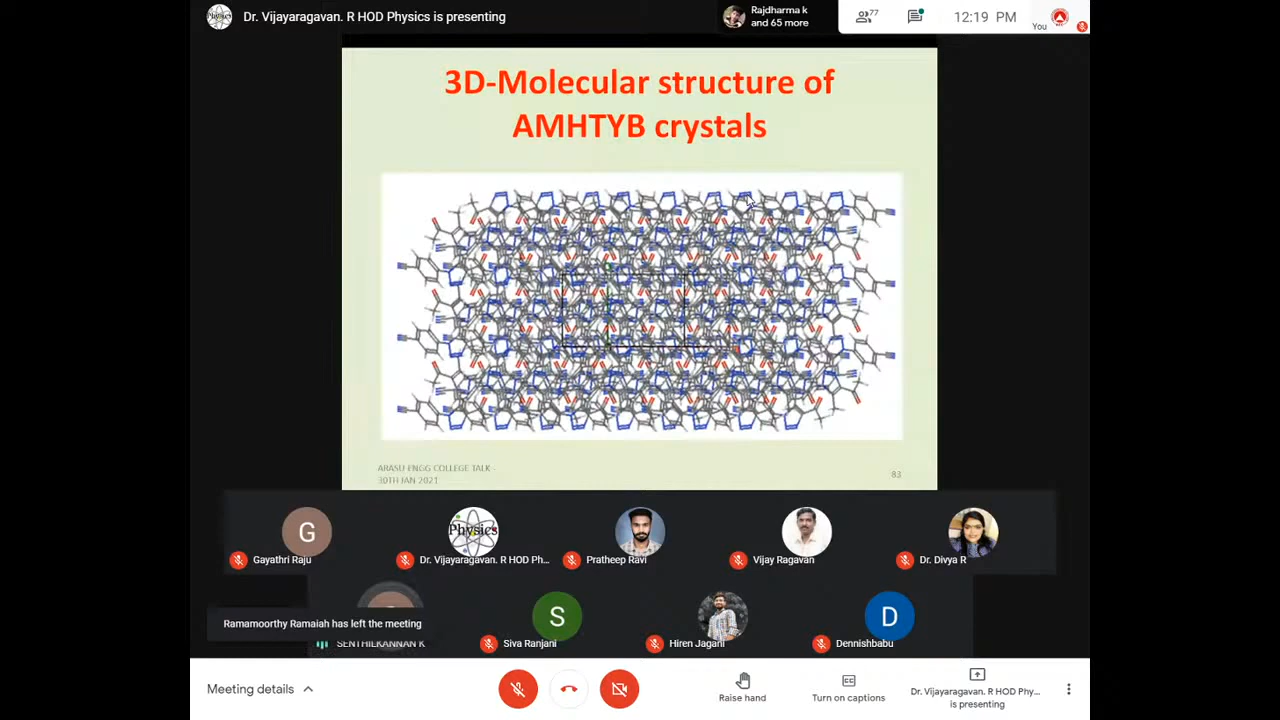 Physics
Dr. Vijayaragavan. R HOD Physics is presenting
Rajdharma k
and 65 more
77
12:19 PM
You
3D-Molecular structure of
AMHTYB crystals
ARASU ENGG COLLEGE TALK -
30TH JAN 2021
83
G
Physics
Gayathri Raju
Dr. Vijayaragavan. R HOD Ph...
Pratheep Ravi
Vijay Ragavan
Dr. Divya R
S
D
Ramamoorthy Ramaiah has left the meeting
SENTHILKANNAN K
Siva Ranjani
Hiren Jagani
Dennishbabu
Meeting details
Raise hand
CC
Turn on captions
Dr. Vijayaragavan. R HOD Phy...
is presenting